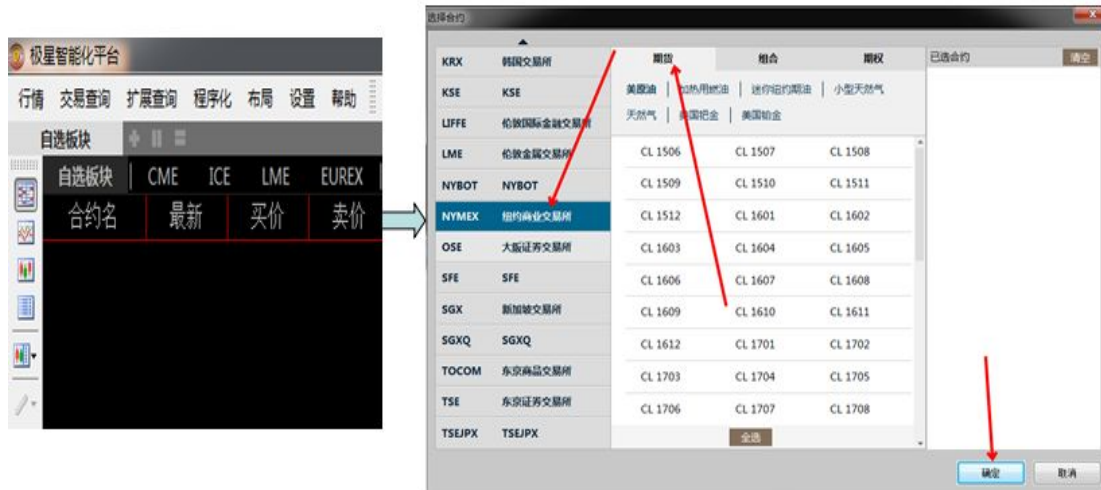 极星智能化平台
行情 交易查询 扩展查询 程序化 布局 设置 帮助
自选板块
自选板块 CME ICE LME EUREX
合约名 最新 买价 卖价
选择合约
KRX 韩国交易所
KSE KSE
LIFFE 伦敦国际金融交易所
LME 伦敦金属交易所
NYBOT NYBOT
NYMEX 纽约商业交易所
OSE 大阪证券交易所
SFE SFE
SGX 新加坡交易所
SGXQ SGXQ
TOCOM 东京商品交易所
TSE 东京证券交易所
TSEJPX TSEJPX
期货 组合 期权
美原油 加热用燃油 迷你纽约期油 小型天然气
天然气 美国钯金 美国铂金
CL 1506 CL 1507 CL 1508
CL 1509 CL 1510 CL 1511
CL 1512 CL 1601 CL 1602
CL 1603 CL 1604 CL 1605
CL 1606 CL 1607 CL 1608
CL 1609 CL 1610 CL 1611
CL 1612 CL 1701 CL 1702
CL 1703 CL 1704 CL 1705
CL 1706 CL 1707 CL 1708
全选
已选合约 清空
确定 取消